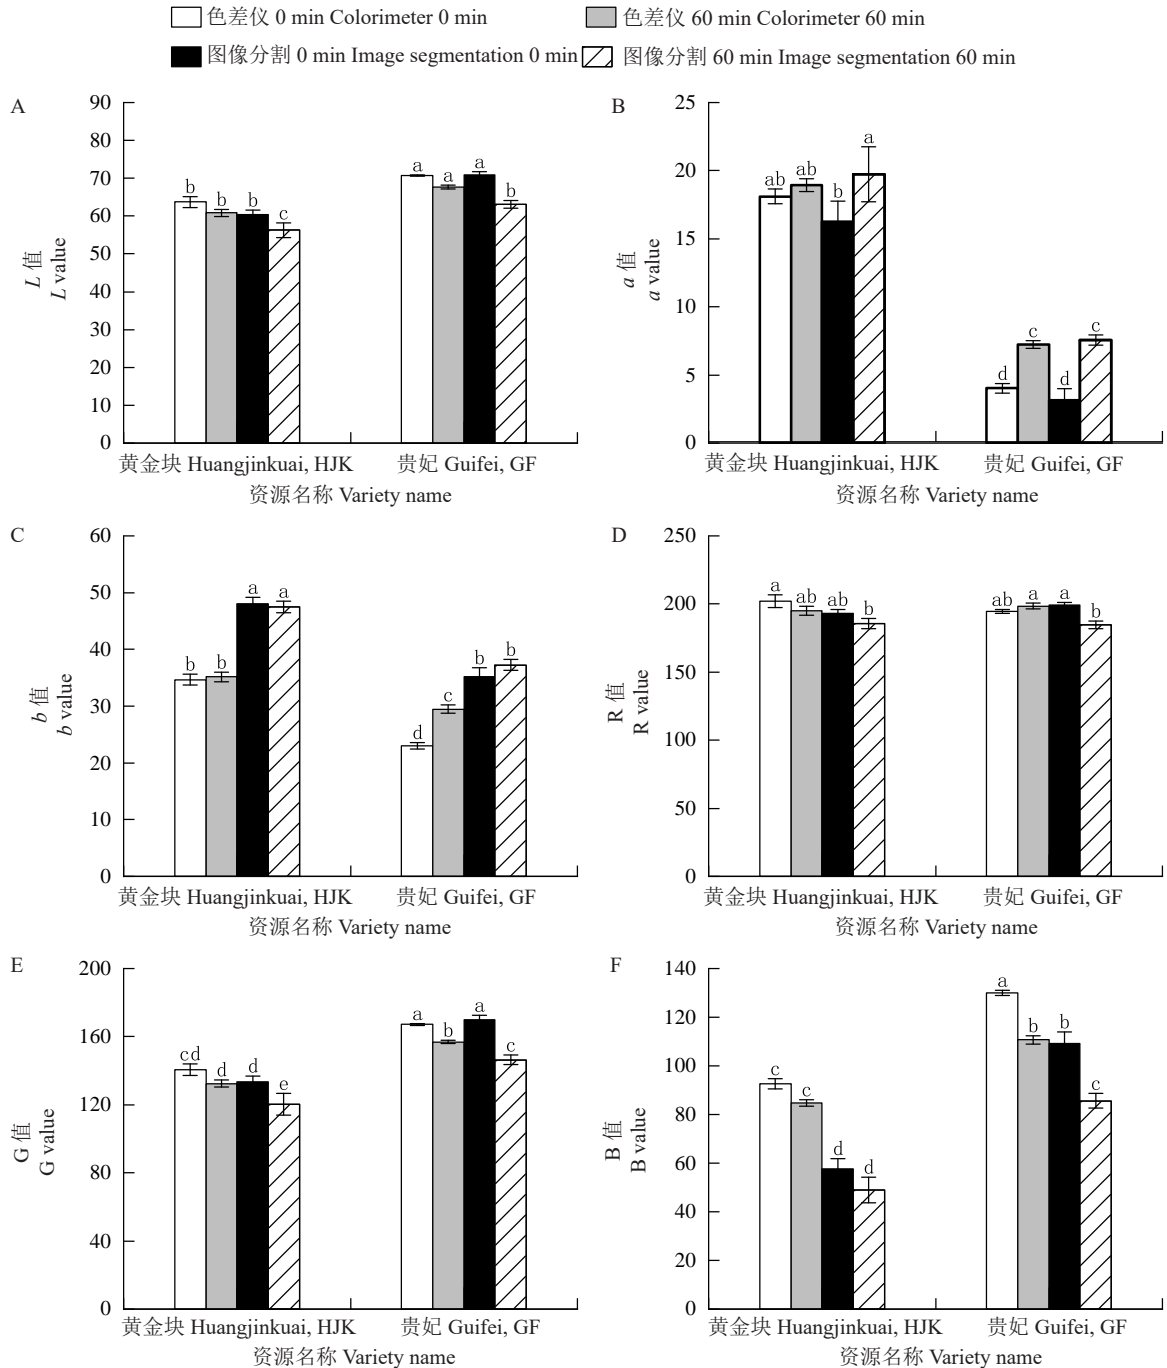 色差仪 0 min Colorimeter 0 min
色差仪 60 min Colorimeter 60 min
图像分割 0 min Image segmentation 0 min
图像分割 60 min Image segmentation 60 min
A
90
80
70
60
50
40
30
20
10
0
L 值
L value
b
b
b
c
a
a
a
b
黄金块 Huangjinkuai, HJK
贵妃 Guifei, GF
资源名称 Variety name
B
25
20
15
10
5
0
a 值
a value
ab
ab
b
a
d
c
d
c
黄金块 Huangjinkuai, HJK
贵妃 Guifei, GF
资源名称 Variety name
C
60
50
40
30
20
10
0
b 值
b value
b
b
a
a
d
c
b
b
黄金块 Huangjinkuai, HJK
贵妃 Guifei, GF
资源名称 Variety name
D
250
200
150
100
50
0
R 值
R value
a
ab
ab
b
ab
a
a
b
黄金块 Huangjinkuai, HJK
贵妃 Guifei, GF
资源名称 Variety name
E
200
160
120
80
40
0
G 值
G value
cd
d
d
e
a
b
a
c
黄金块 Huangjinkuai, HJK
贵妃 Guifei, GF
资源名称 Variety name
F
140
120
100
80
60
40
20
0
B 值
B value
c
c
d
d
a
b
b
c
黄金块 Huangjinkuai, HJK
贵妃 Guifei, GF
资源名称 Variety name